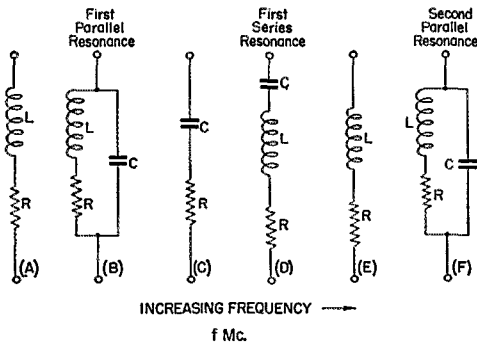 First
Parallel
Resonance
First
Series
Resonance
Second
Parallel
Resonance
L
R
(A)
L
C
R
(B)
C
R
(C)
C
L
R
(D)
L
R
(E)
L
C
R
(F)
INCREASING FREQUENCY
f Mc.